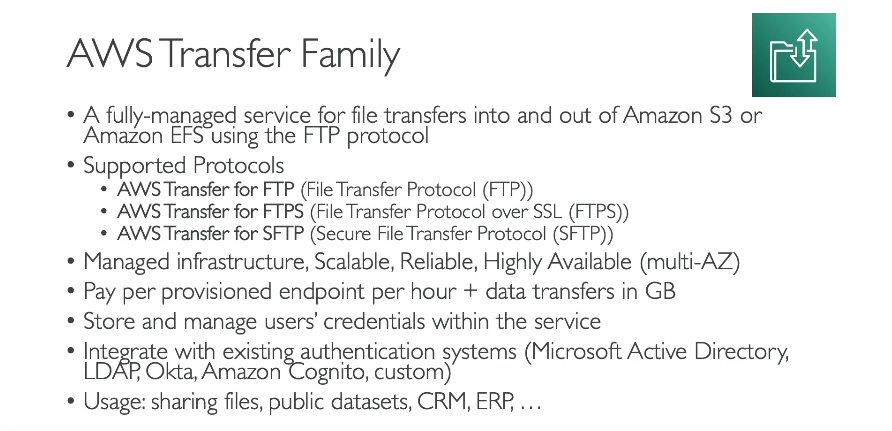 AWS Transfer Family
• A fully-managed service for file transfers into and out of Amazon S3 or
Amazon EFS using the FTP protocol
• Supported Protocols
• AWS Transfer for FTP (File Transfer Protocol (FTP))
• AWS Transfer for FTPS (File Transfer Protocol over SSL (FTPS))
• AWS Transfer for SFTP (Secure File Transfer Protocol (SFTP))
• Managed infrastructure, Scalable, Reliable, Highly Available (multi-AZ)
• Pay per provisioned endpoint per hour + data transfers in GB
• Store and manage users’ credentials within the service
• Integrate with existing authentication systems (Microsoft Active Directory,
LDAP, Okta, Amazon Cognito, custom)
• Usage: sharing files, public datasets, CRM, ERP, …